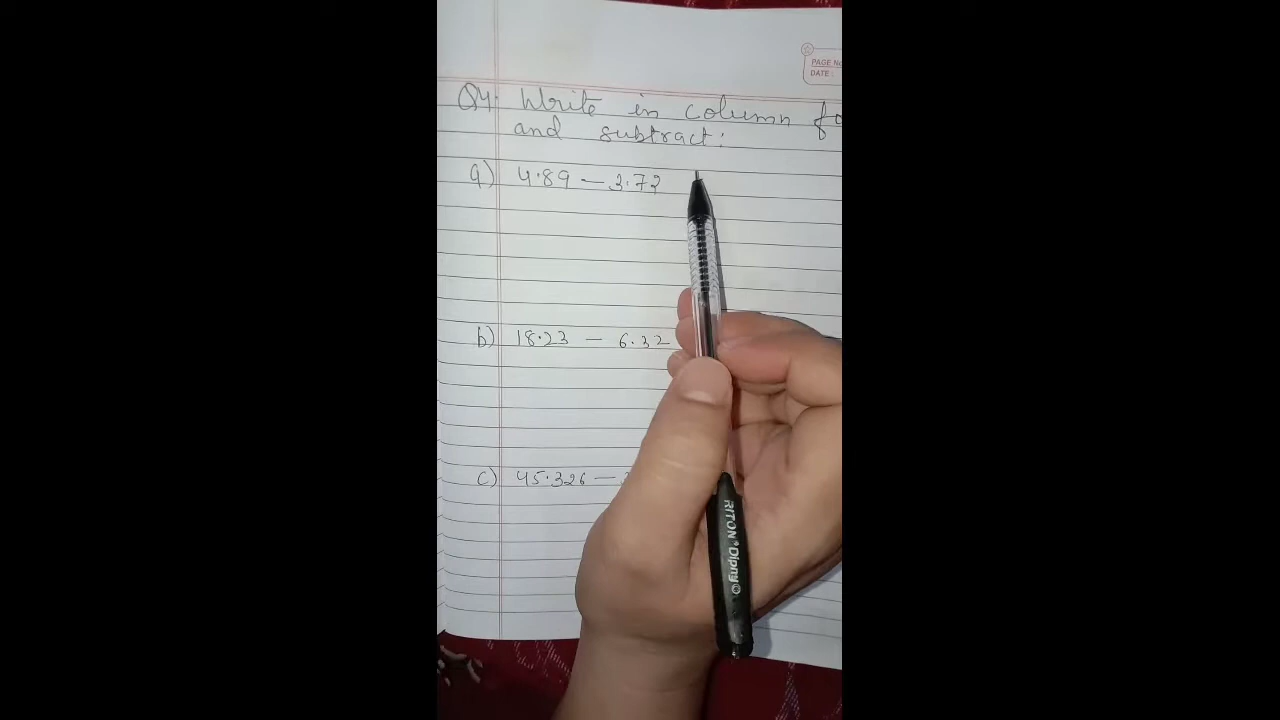 PAGE No
DATE :
Q4. Write in column
and subtract:
a) 4.89 — 3.72
b) 18.23 — 6.32
c) 45.326 —
RITON Dipny